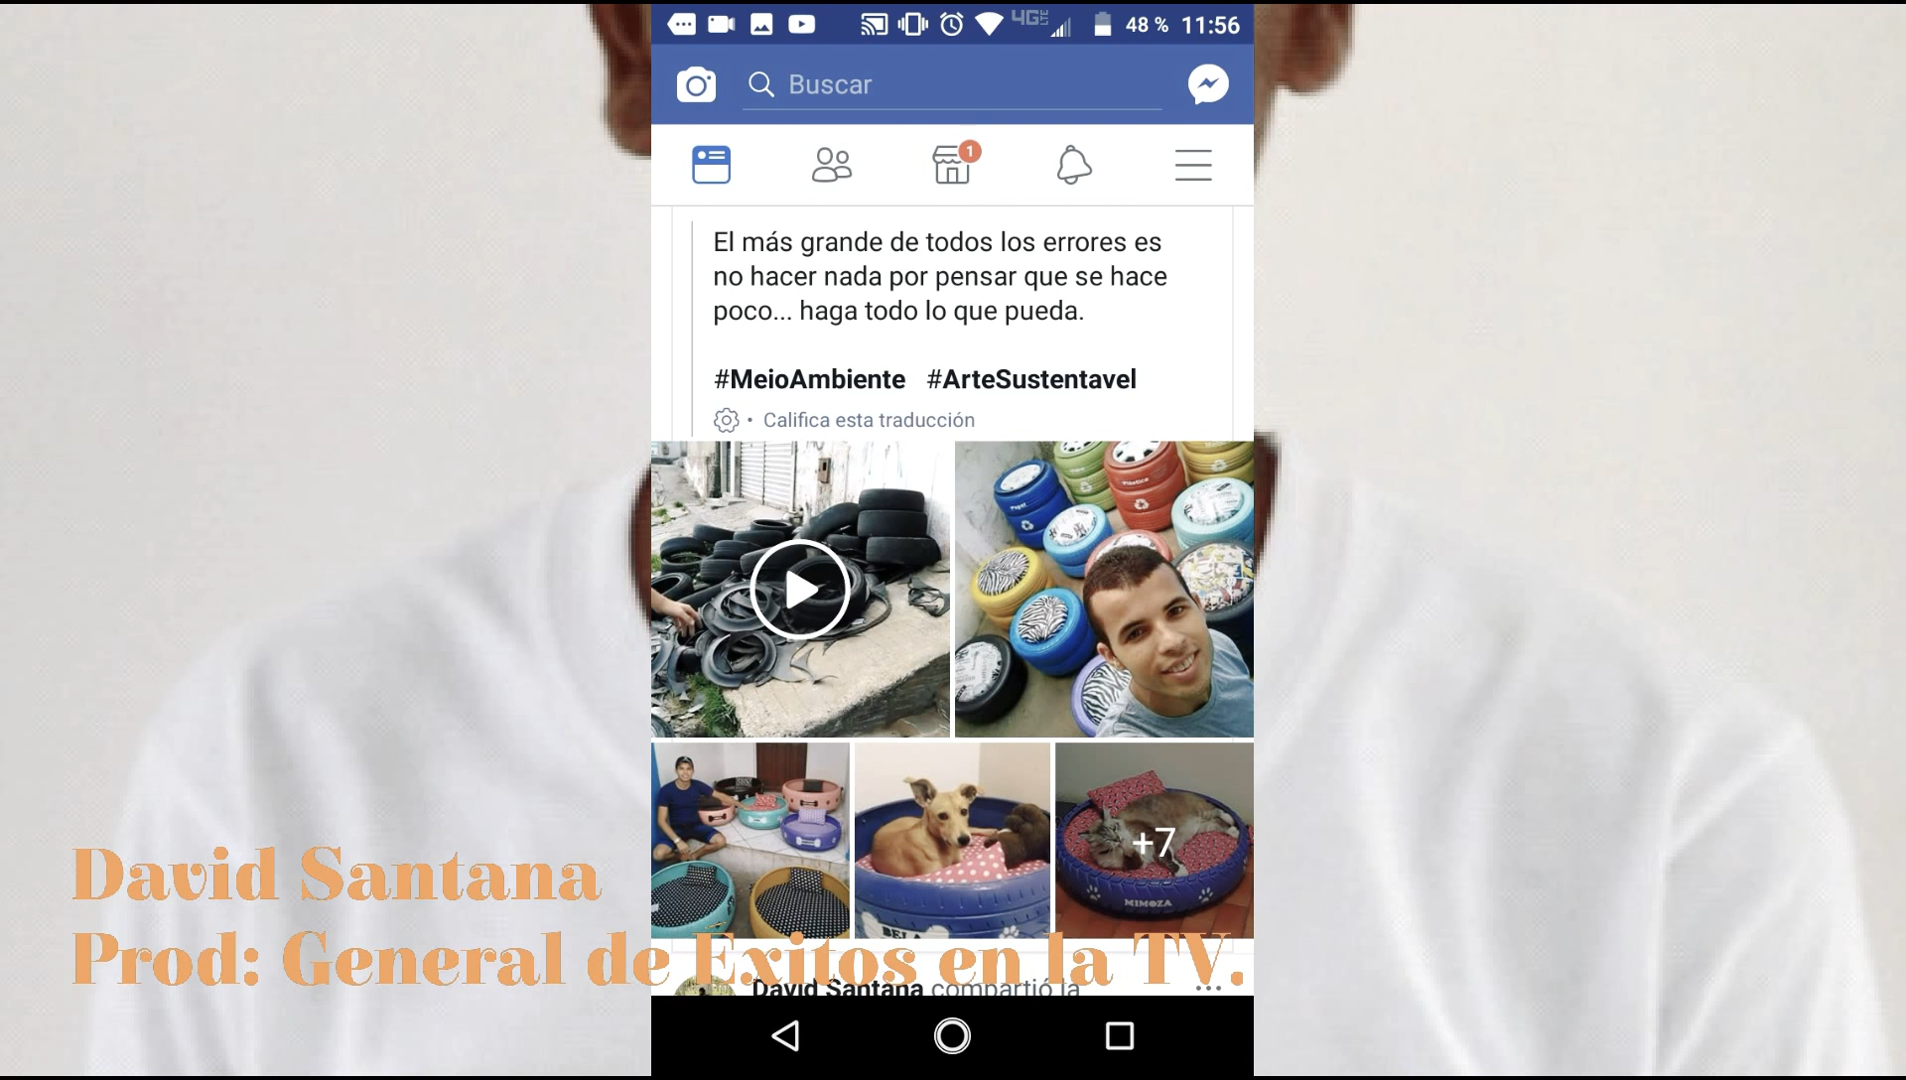 48 % 11:56
Buscar
1
El más grande de todos los errores es
no hacer nada por pensar que se hace
poco... haga todo lo que pueda.
#MeioAmbiente #ArteSustentavel
• Califica esta traducción
+7
MIMOZA
BELA
David Santana
Prod: General de Exitos en la TV.
David Santana compartió la